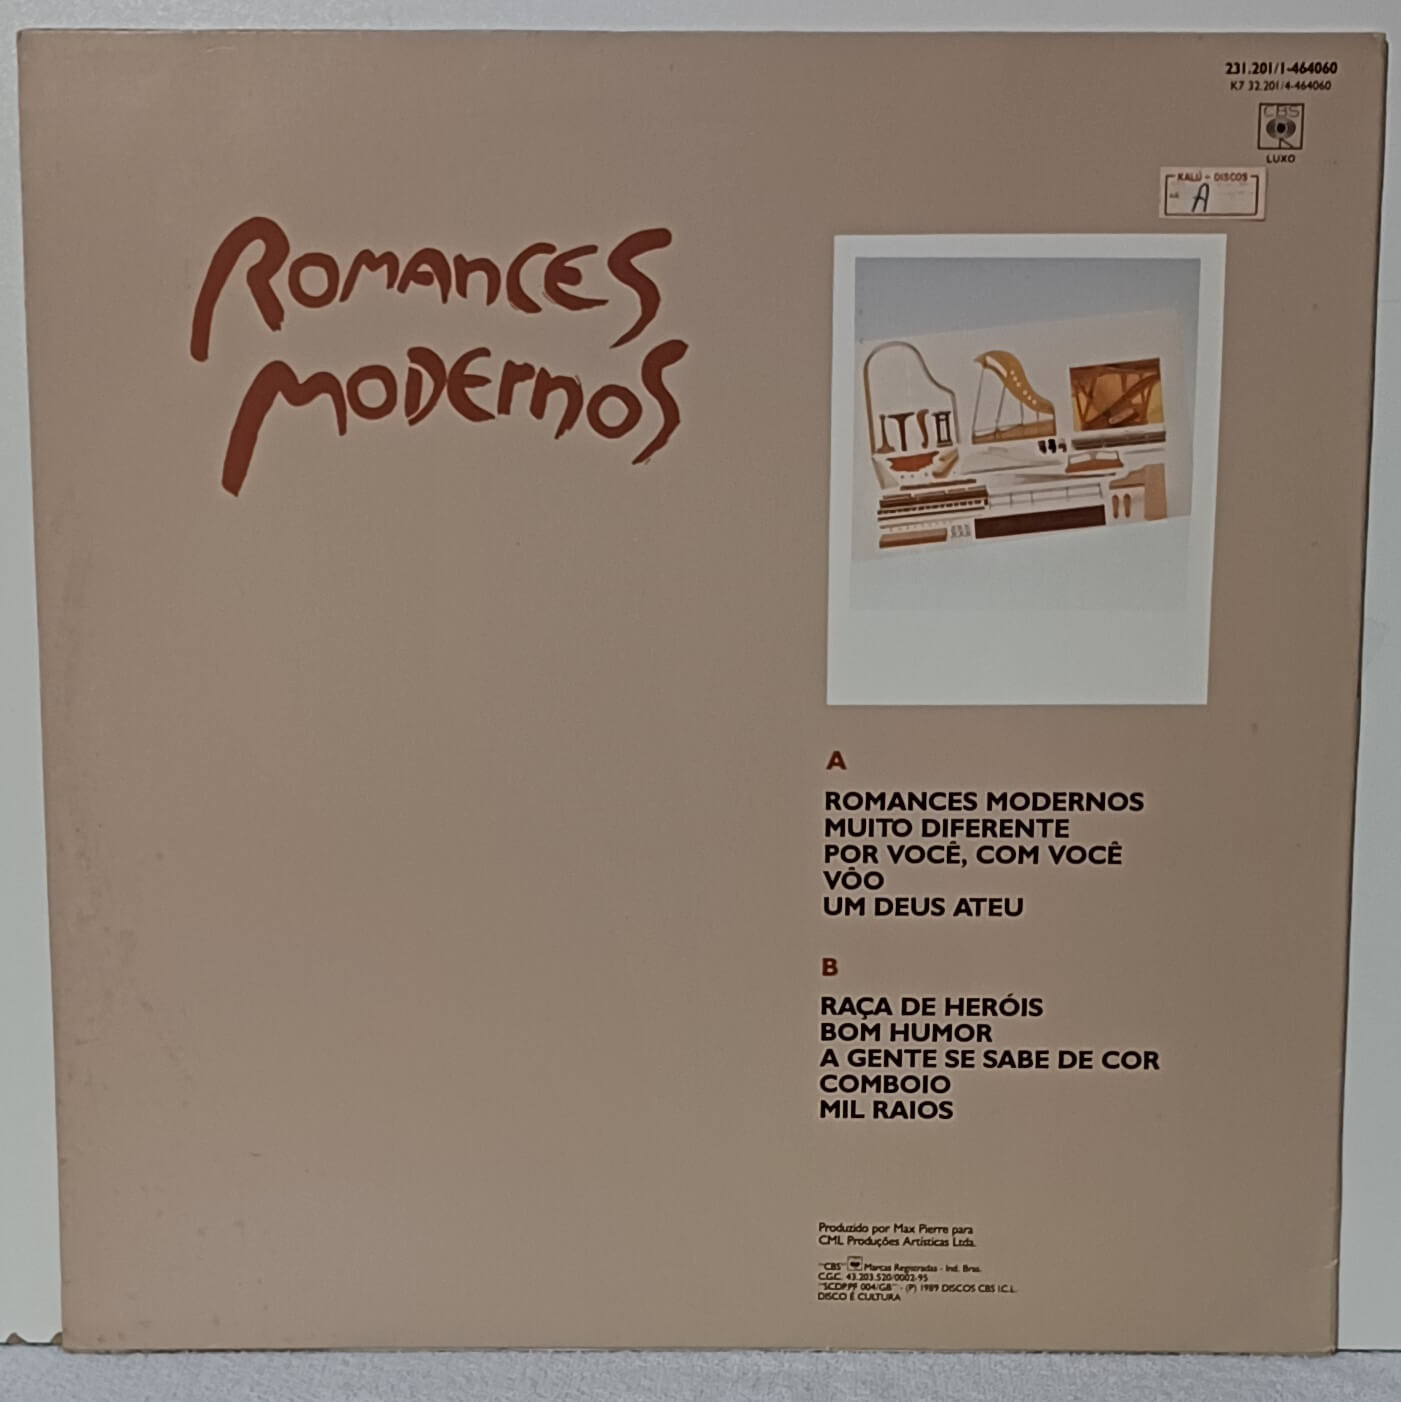 231.201/1-464060
K7 32.201/4-464060
CBS
LUXO
KALÚ - DISCOS
A
ROMANCES
MODERNOS
A
ROMANCES MODERNOS
MUITO DIFERENTE
POR VOCÊ, COM VOCÊ
VÔO
UM DEUS ATEU
B
RAÇA DE HERÓIS
BOM HUMOR
A GENTE SE SABE DE COR
COMBOIO
MIL RAIOS
Produzido por Max Pierre para
CML Produções Artísticas Ltda.
"CBS" Marcas Registradas - Ind. Bras.
C.G.C. 43.203.520/0002-95
"SCDP.PF 004/GB" - (P) 1989 DISCOS CBS I.C.L.
DISCO É CULTURA